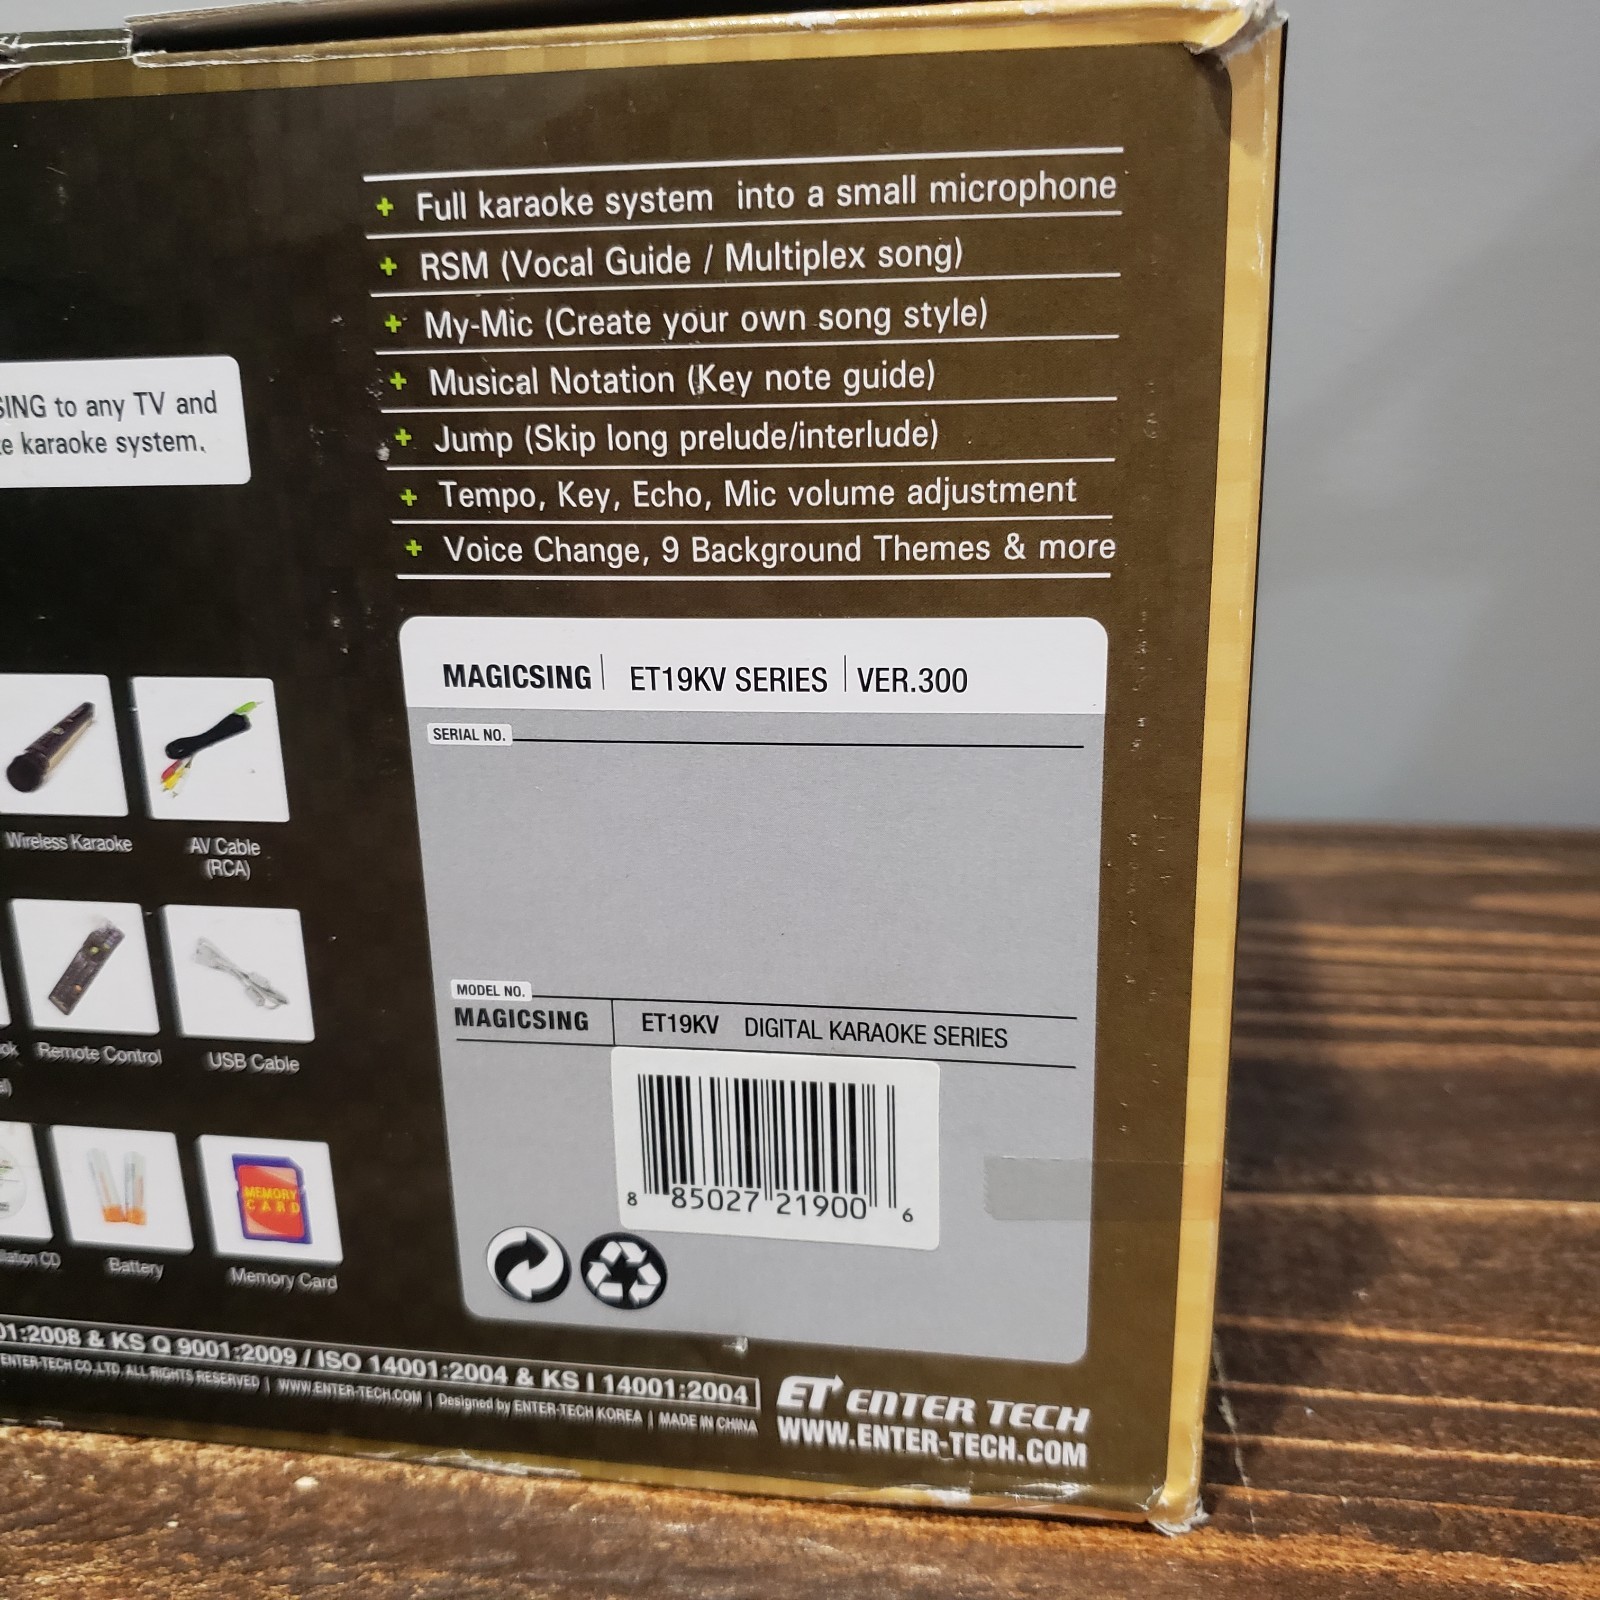 Full karaoke system into a small microphone
RSM (Vocal Guide / Multiplex song)
My-Mic (Create your own song style)
Musical Notation (Key note guide)
Jump (Skip long prelude/interlude)
Tempo, Key, Echo, Mic volume adjustment
Voice Change, 9 Background Themes & more
SING to any TV and
karaoke system.
MAGICSING ET19KV SERIES VER.300
SERIAL NO.
Wireless Karaoke
AV Cable
(RCA)
Remote Control
USB Cable
MODEL NO.
MAGICSING ET19KV DIGITAL KARAOKE SERIES
8 85027 21900 6
MEMORY
CARD
CD
Battery
Memory Card
01:2008 & KS Q 9001:2009 / ISO 14001:2004 & KS I 14001:2004
ENTER-TECH CO.,LTD. ALL RIGHTS RESERVED | WWW.ENTER-TECH.COM | Designed by ENTER-TECH KOREA | MADE IN CHINA
ET ENTER TECH
WWW.ENTER-TECH.COM